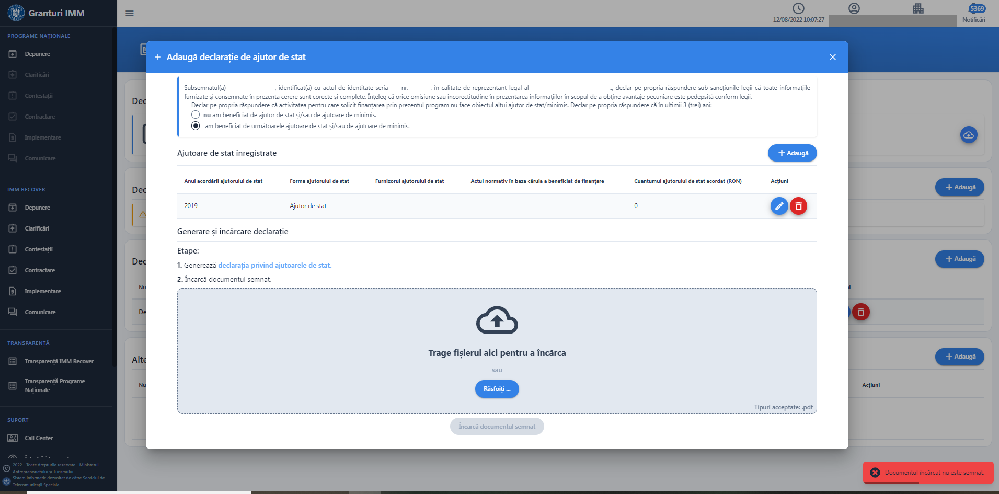 Granturi IMM
12/08/2022 10:07:27
5369
Notificări
PROGRAME NAȚIONALE
Depunere
Clarificări
Contestații
Contractare
Implementare
Comunicare
IMM RECOVER
Depunere
Clarificări
Contestații
Contractare
Implementare
Comunicare
TRANSPARENȚĂ
Transparență IMM Recover
Transparență Programe
Naționale
SUPORT
Call Center
2022 - Toate drepturile rezervate - Ministerul
Antreprenoriatului și Turismului
Sistem informatic dezvoltat de către Serviciul de
Telecomunicații Speciale
+ Adaugă declarație de ajutor de stat
Subsemnatul(a) , identificat(ă) cu actul de identitate seria nr. , în calitate de reprezentant legal al ., declar pe propria răspundere sub sancțiunile legii că toate informațiile
furnizate și consemnate în prezenta cerere sunt corecte și complete. Înțeleg că orice omisiune sau incorectitudine în prezentarea informațiilor în scopul de a obține avantaje pecuniare este pedepsită conform legii.
Declar pe propria răspundere că activitatea pentru care solicit finanțarea prin prezentul program nu face obiectul altui ajutor de stat/minimis. Declar pe propria răspundere că în ultimii 3 (trei) ani:
nu am beneficiat de ajutor de stat și/sau de ajutoare de minimis.
am beneficiat de următoarele ajutoare de stat și/sau de ajutoare de minimis.
Ajutoare de stat înregistrate
+ Adaugă
Anul acordării ajutorului de stat Forma ajutorului de stat Furnizorul ajutorului de stat Actul normativ în baza căruia a beneficiat de finanțare Cuantumul ajutorului de stat acordat (RON) Acțiuni
2019 Ajutor de stat - - 0
Generare și încărcare declarație
Etape:
1. Generează declarația privind ajutoarele de stat.
2. Încarcă documentul semnat.
Trage fișierul aici pentru a încărca
sau
Răsfoiți ...
Tipuri acceptate: .pdf
Încarcă documentul semnat
Dec
Dec
+ Adaugă
Dec
+ Adaugă
Nu
De
Alte
+ Adaugă
Nu
Acțiuni
Documentul încărcat nu este semnat.